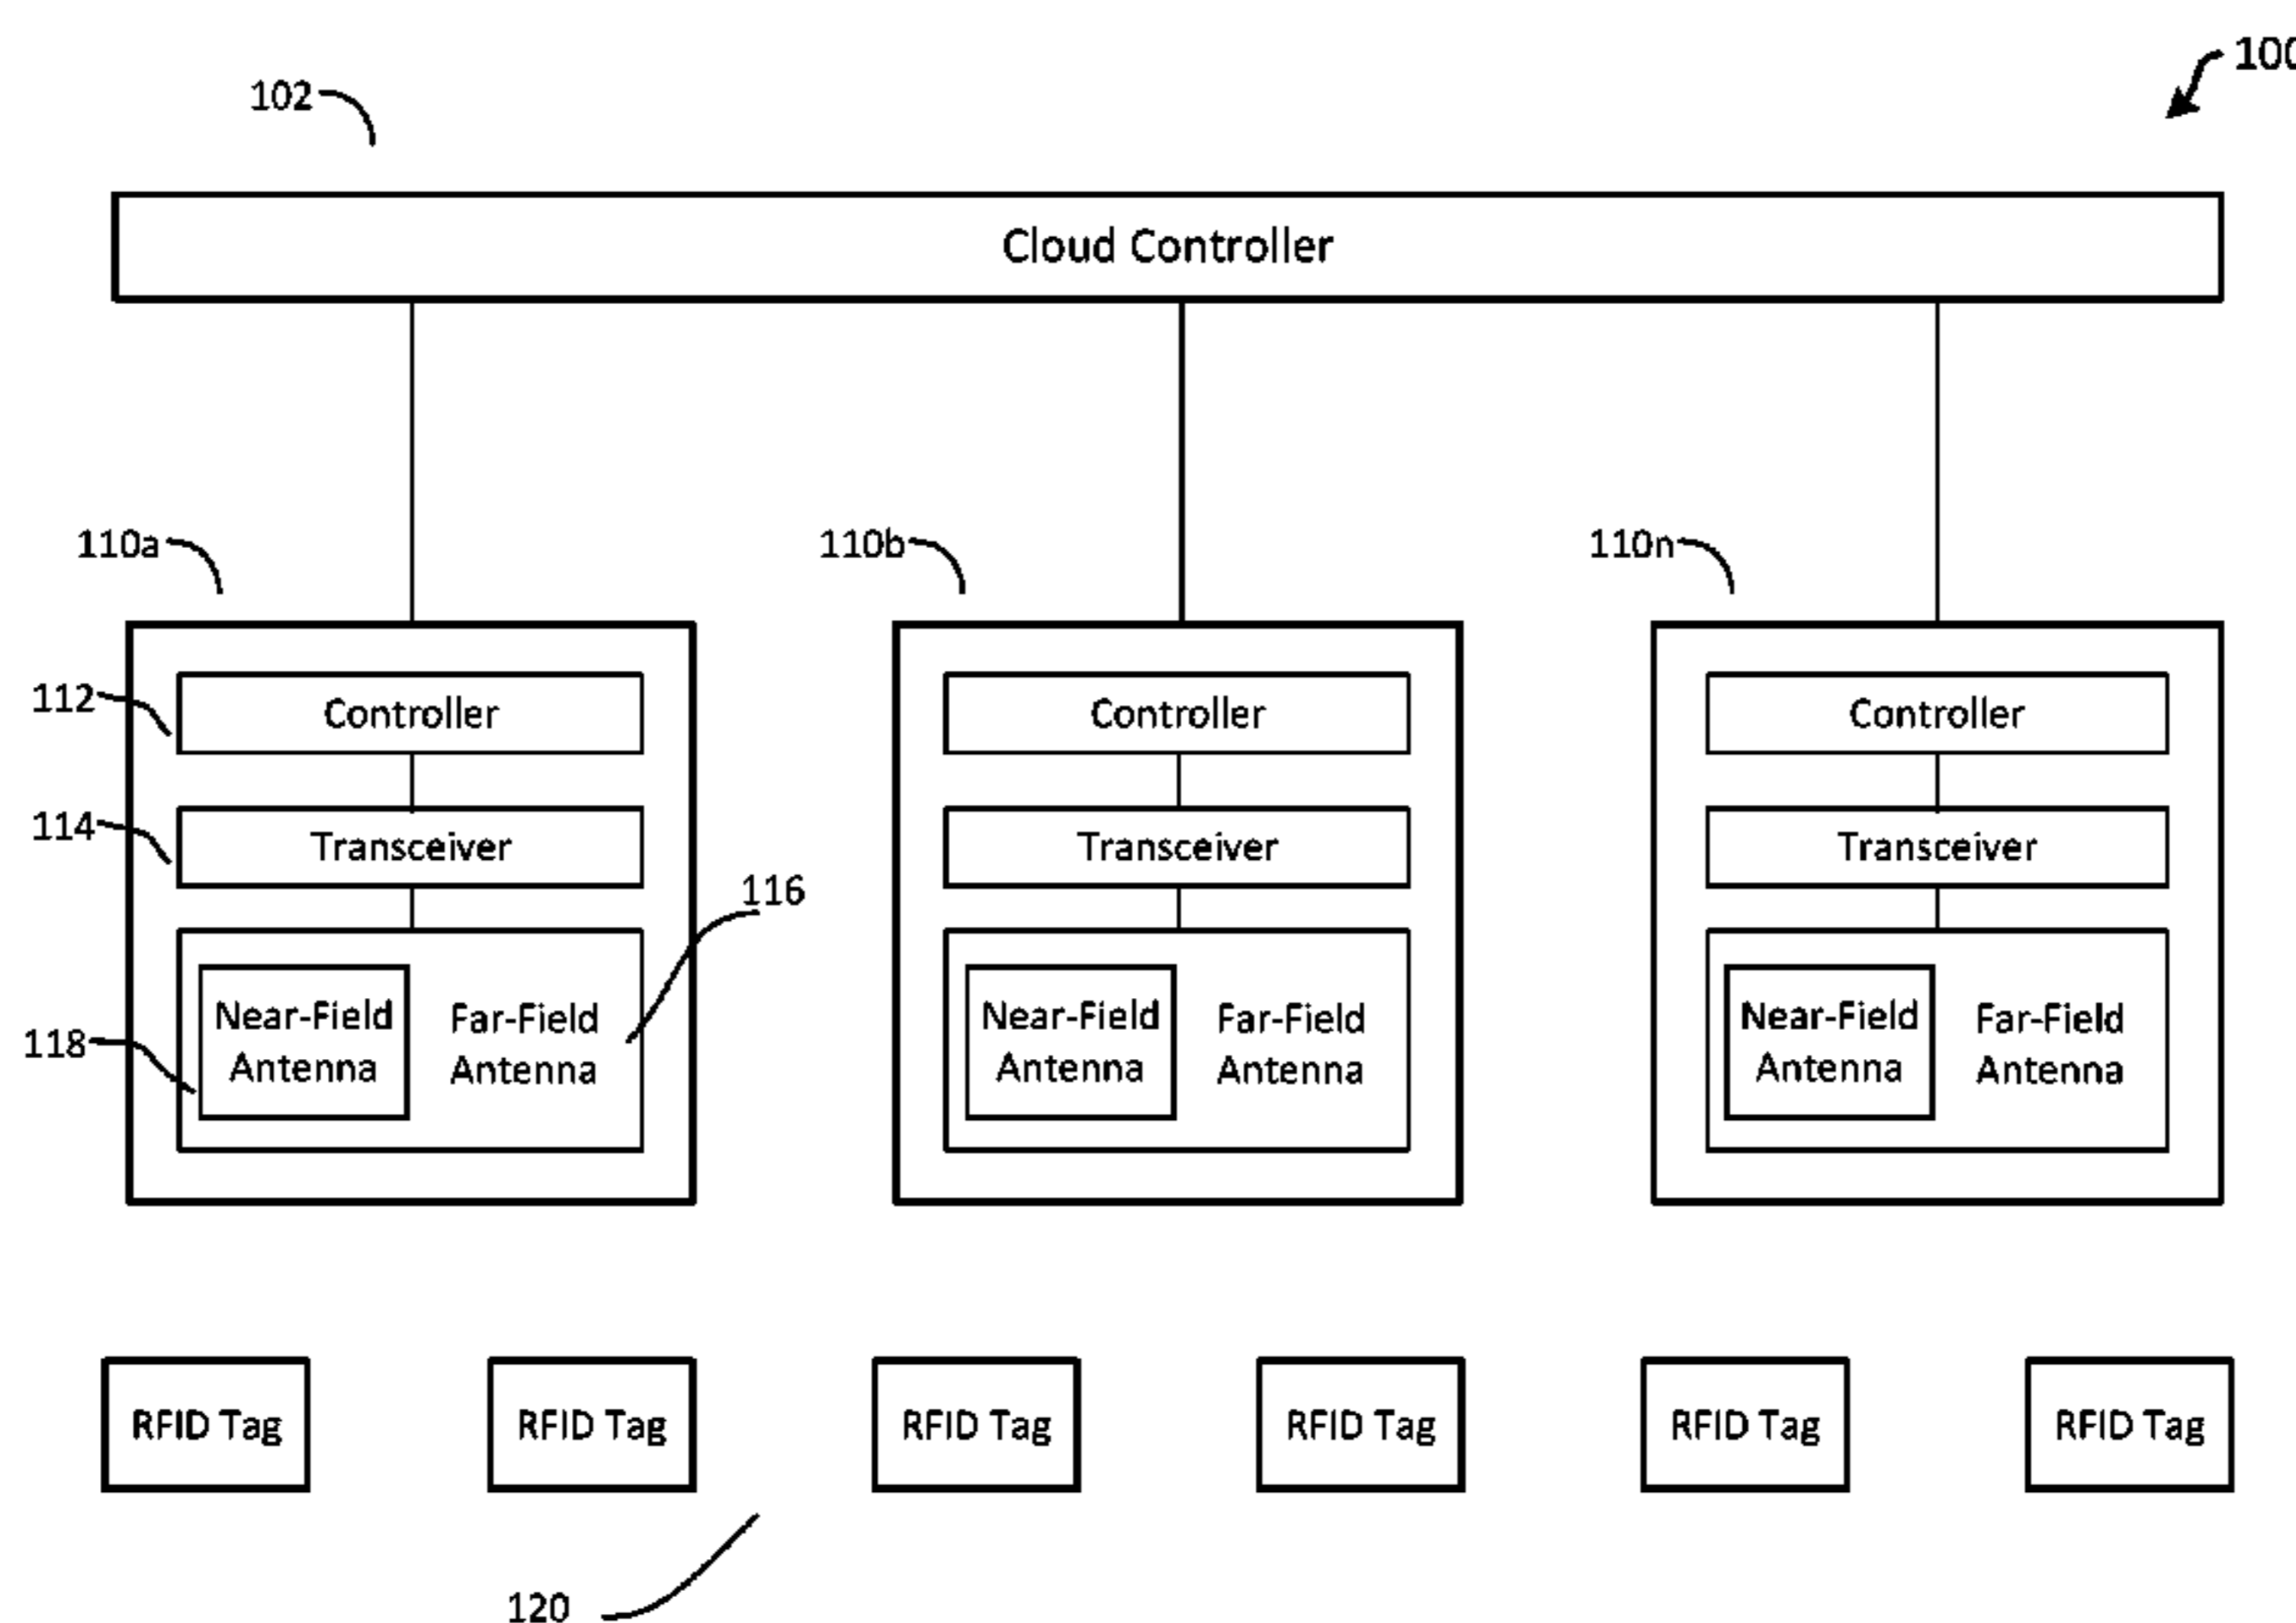 100
102
Cloud Controller
110a
110b
110n
112
Controller
Controller
Controller
114
Transceiver
Transceiver
Transceiver
116
Near-Field
Antenna
Far-Field
Antenna
Near-Field
Antenna
Far-Field
Antenna
Near-Field
Antenna
Far-Field
Antenna
118
RFID Tag
RFID Tag
RFID Tag
RFID Tag
RFID Tag
RFID Tag
120